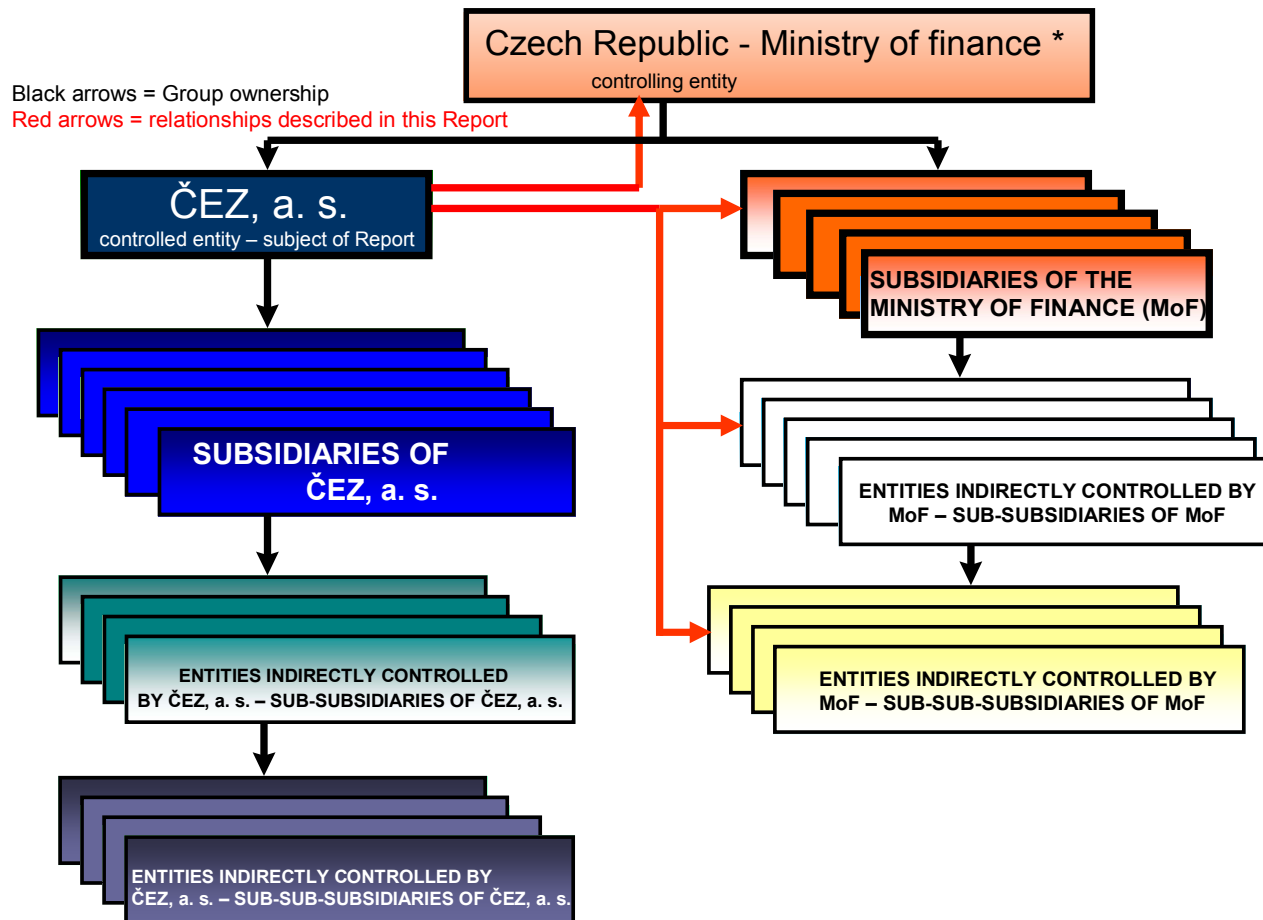 Czech Republic - Ministry of finance *
controlling entity
Black arrows = Group ownership
Red arrows = relationships described in this Report
ČEZ, a. s.
controlled entity – subject of Report
SUBSIDIARIES OF THE
MINISTRY OF FINANCE (MoF)
SUBSIDIARIES OF
ČEZ, a. s.
ENTITIES INDIRECTLY CONTROLLED BY
MoF – SUB-SUBSIDIARIES OF MoF
ENTITIES INDIRECTLY CONTROLLED
BY ČEZ, a. s. – SUB-SUBSIDIARIES OF ČEZ, a. s.
ENTITIES INDIRECTLY CONTROLLED BY
MoF – SUB-SUB-SUBSIDIARIES OF MoF
ENTITIES INDIRECTLY CONTROLLED BY
ČEZ, a. s. – SUB-SUB-SUBSIDIARIES OF ČEZ, a. s.